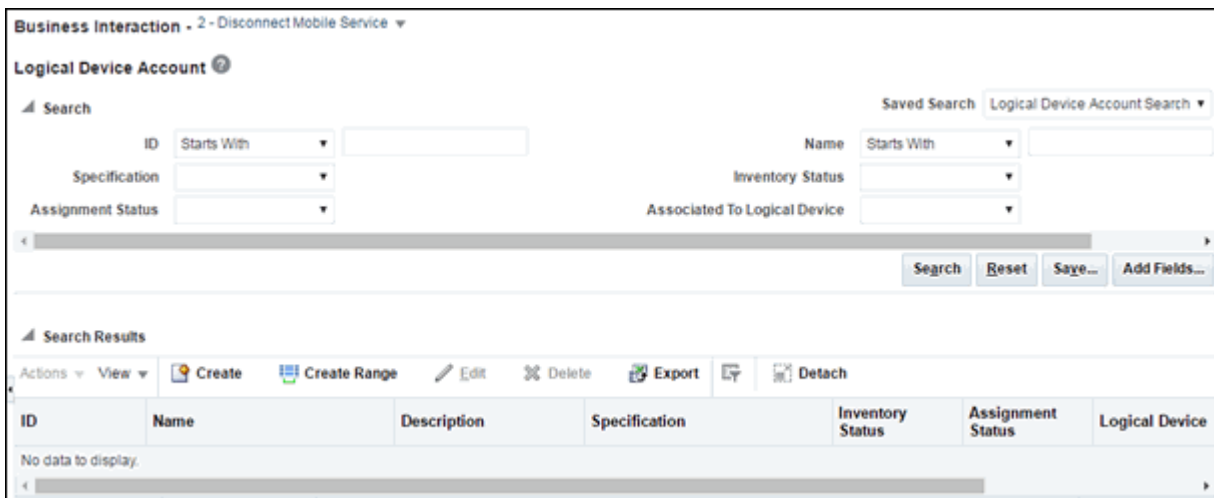 Business Interaction - 2 - Disconnect Mobile Service
Logical Device Account
Search
Saved Search Logical Device Account Search
ID Starts With Name Starts With
Specification Inventory Status
Assignment Status Associated To Logical Device
Search Reset Save... Add Fields...
Search Results
Actions View Create Create Range Edit Delete Export Detach
ID Name Description Specification Inventory Status Assignment Status Logical Device
No data to display.